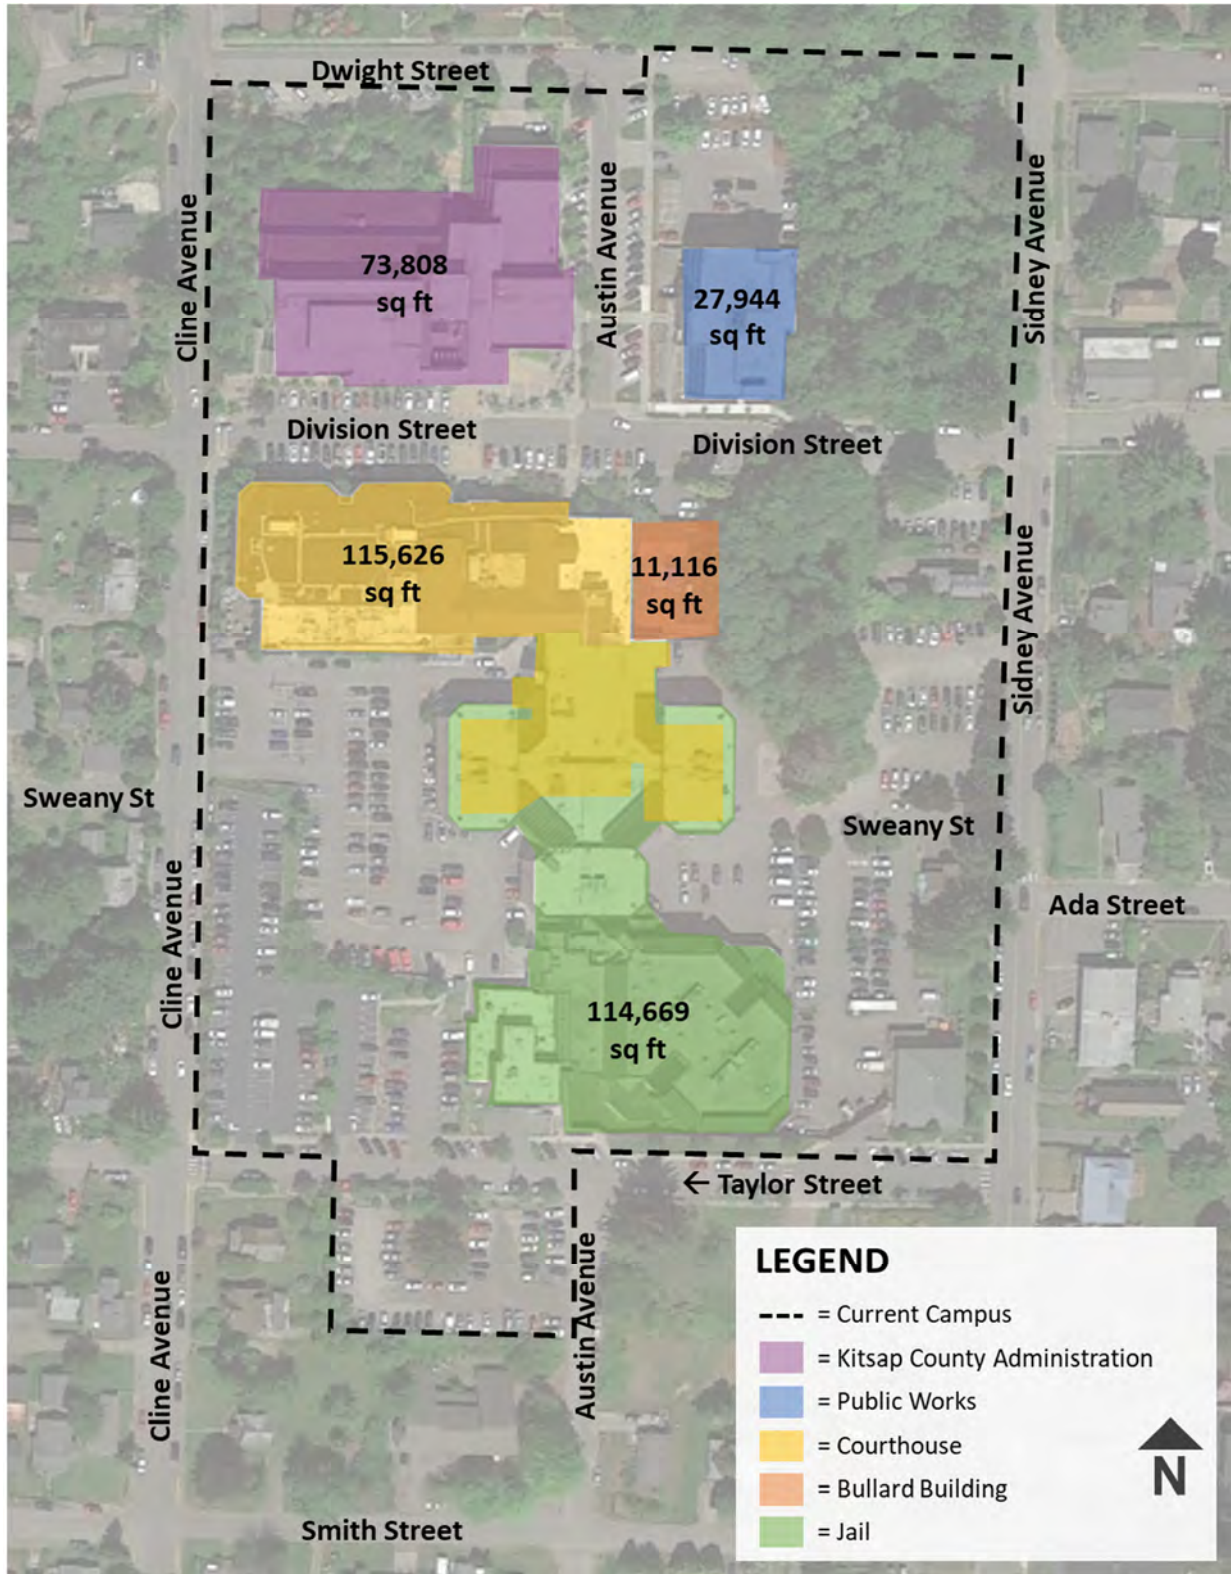 Dwight Street
Cline Avenue
Austin Avenue
Sidney Avenue
73,808
sq ft
27,944
sq ft
Division Street
Division Street
115,626
sq ft
11,116
sq ft
Sidney Avenue
Sweany St
Sweany St
Cline Avenue
Ada Street
114,669
sq ft
← Taylor Street
Cline Avenue
Austin Avenue
Smith Street
LEGEND
= Current Campus
= Kitsap County Administration
= Public Works
= Courthouse
= Bullard Building
= Jail
N